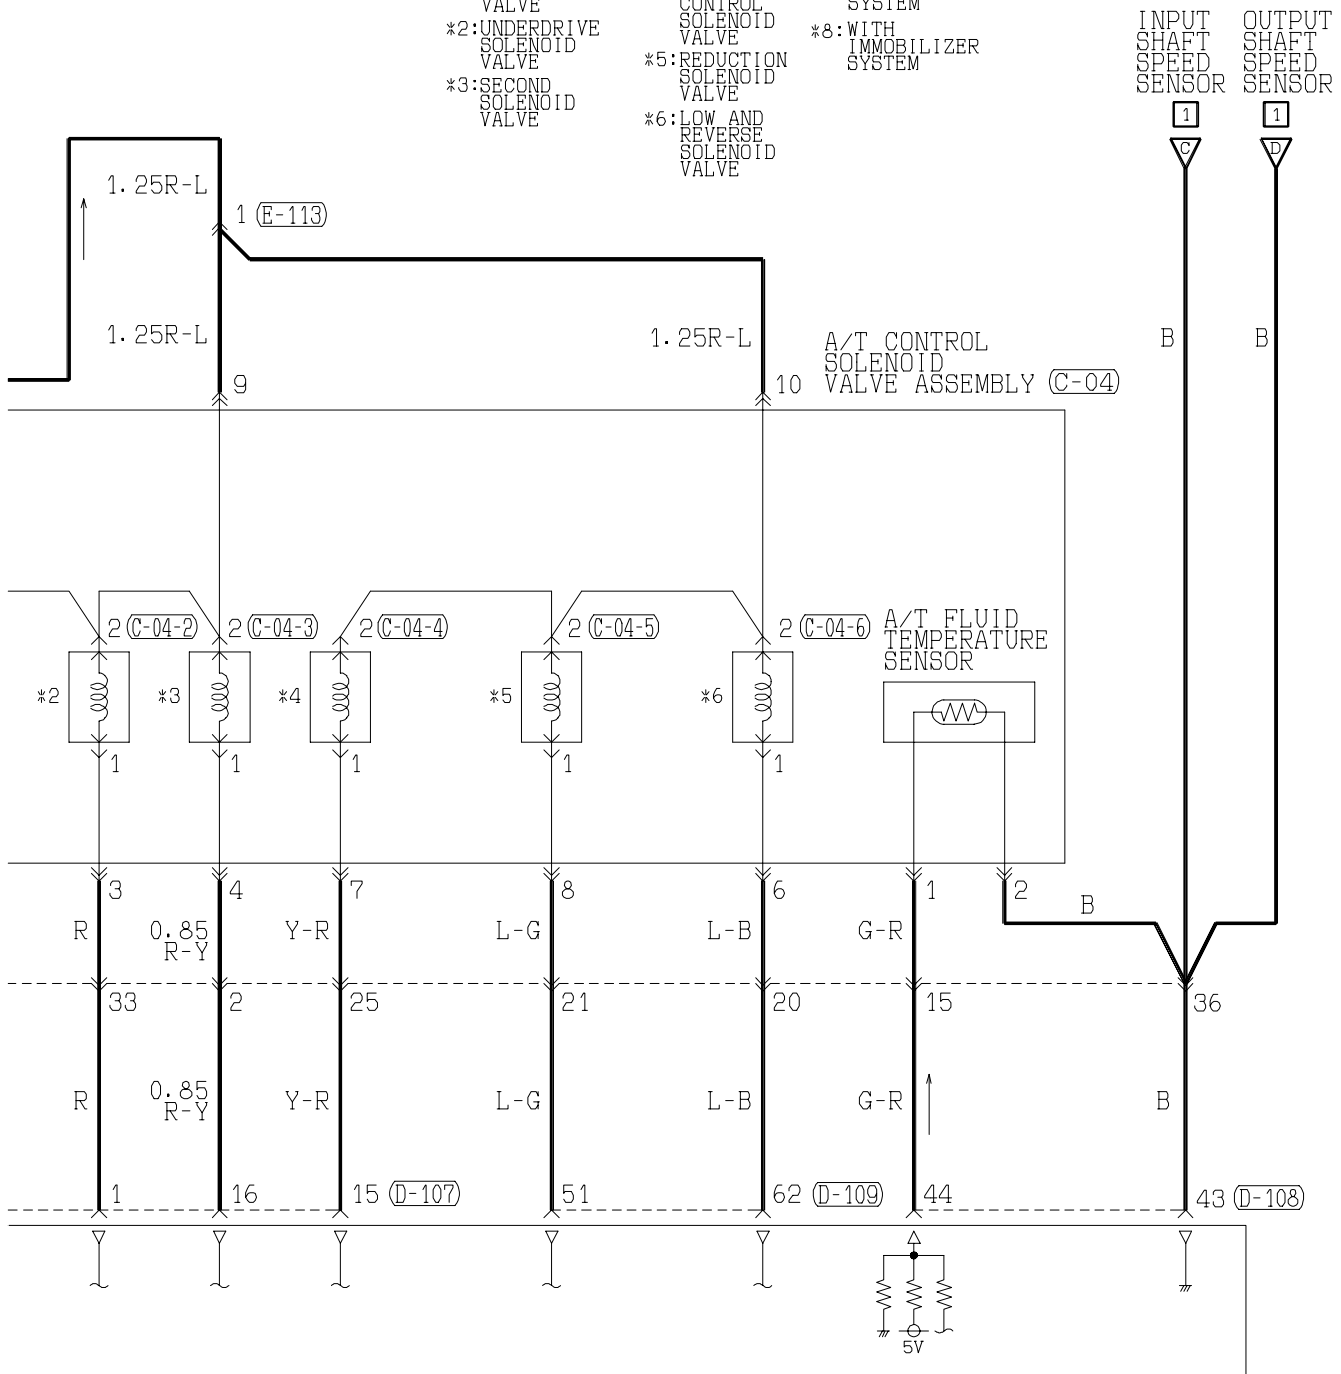 VALVE
*2:UNDERDRIVE
SOLENOID
VALVE
*3:SECOND
SOLENOID
VALVE
CONTROL
SOLENOID
VALVE
*5:REDUCTION
SOLENOID
VALVE
*6:LOW AND
REVERSE
SOLENOID
VALVE
SYSTEM
*8:WITH
IMMOBILIZER
SYSTEM
INPUT
SHAFT
SPEED
SENSOR
OUTPUT
SHAFT
SPEED
SENSOR
1 1
C D
1.25R-L
1 (E-113)
1.25R-L 1.25R-L B B
A/T CONTROL
SOLENOID
VALVE ASSEMBLY (C-04)
9 10
2 (C-04-2) 2 (C-04-3) 2 (C-04-4) 2 (C-04-5) 2 (C-04-6)
A/T FLUID
TEMPERATURE
SENSOR
*2 *3 *4 *5 *6
1 1 1 1 1
3 4 7 8 6 1 2
B
R 0.85 R-Y Y-R L-G L-B G-R
33 2 25 21 20 15 36
R 0.85 R-Y Y-R L-G L-B G-R B
1 16 15 (D-107) 51 62 (D-109) 44 43 (D-108)
5V